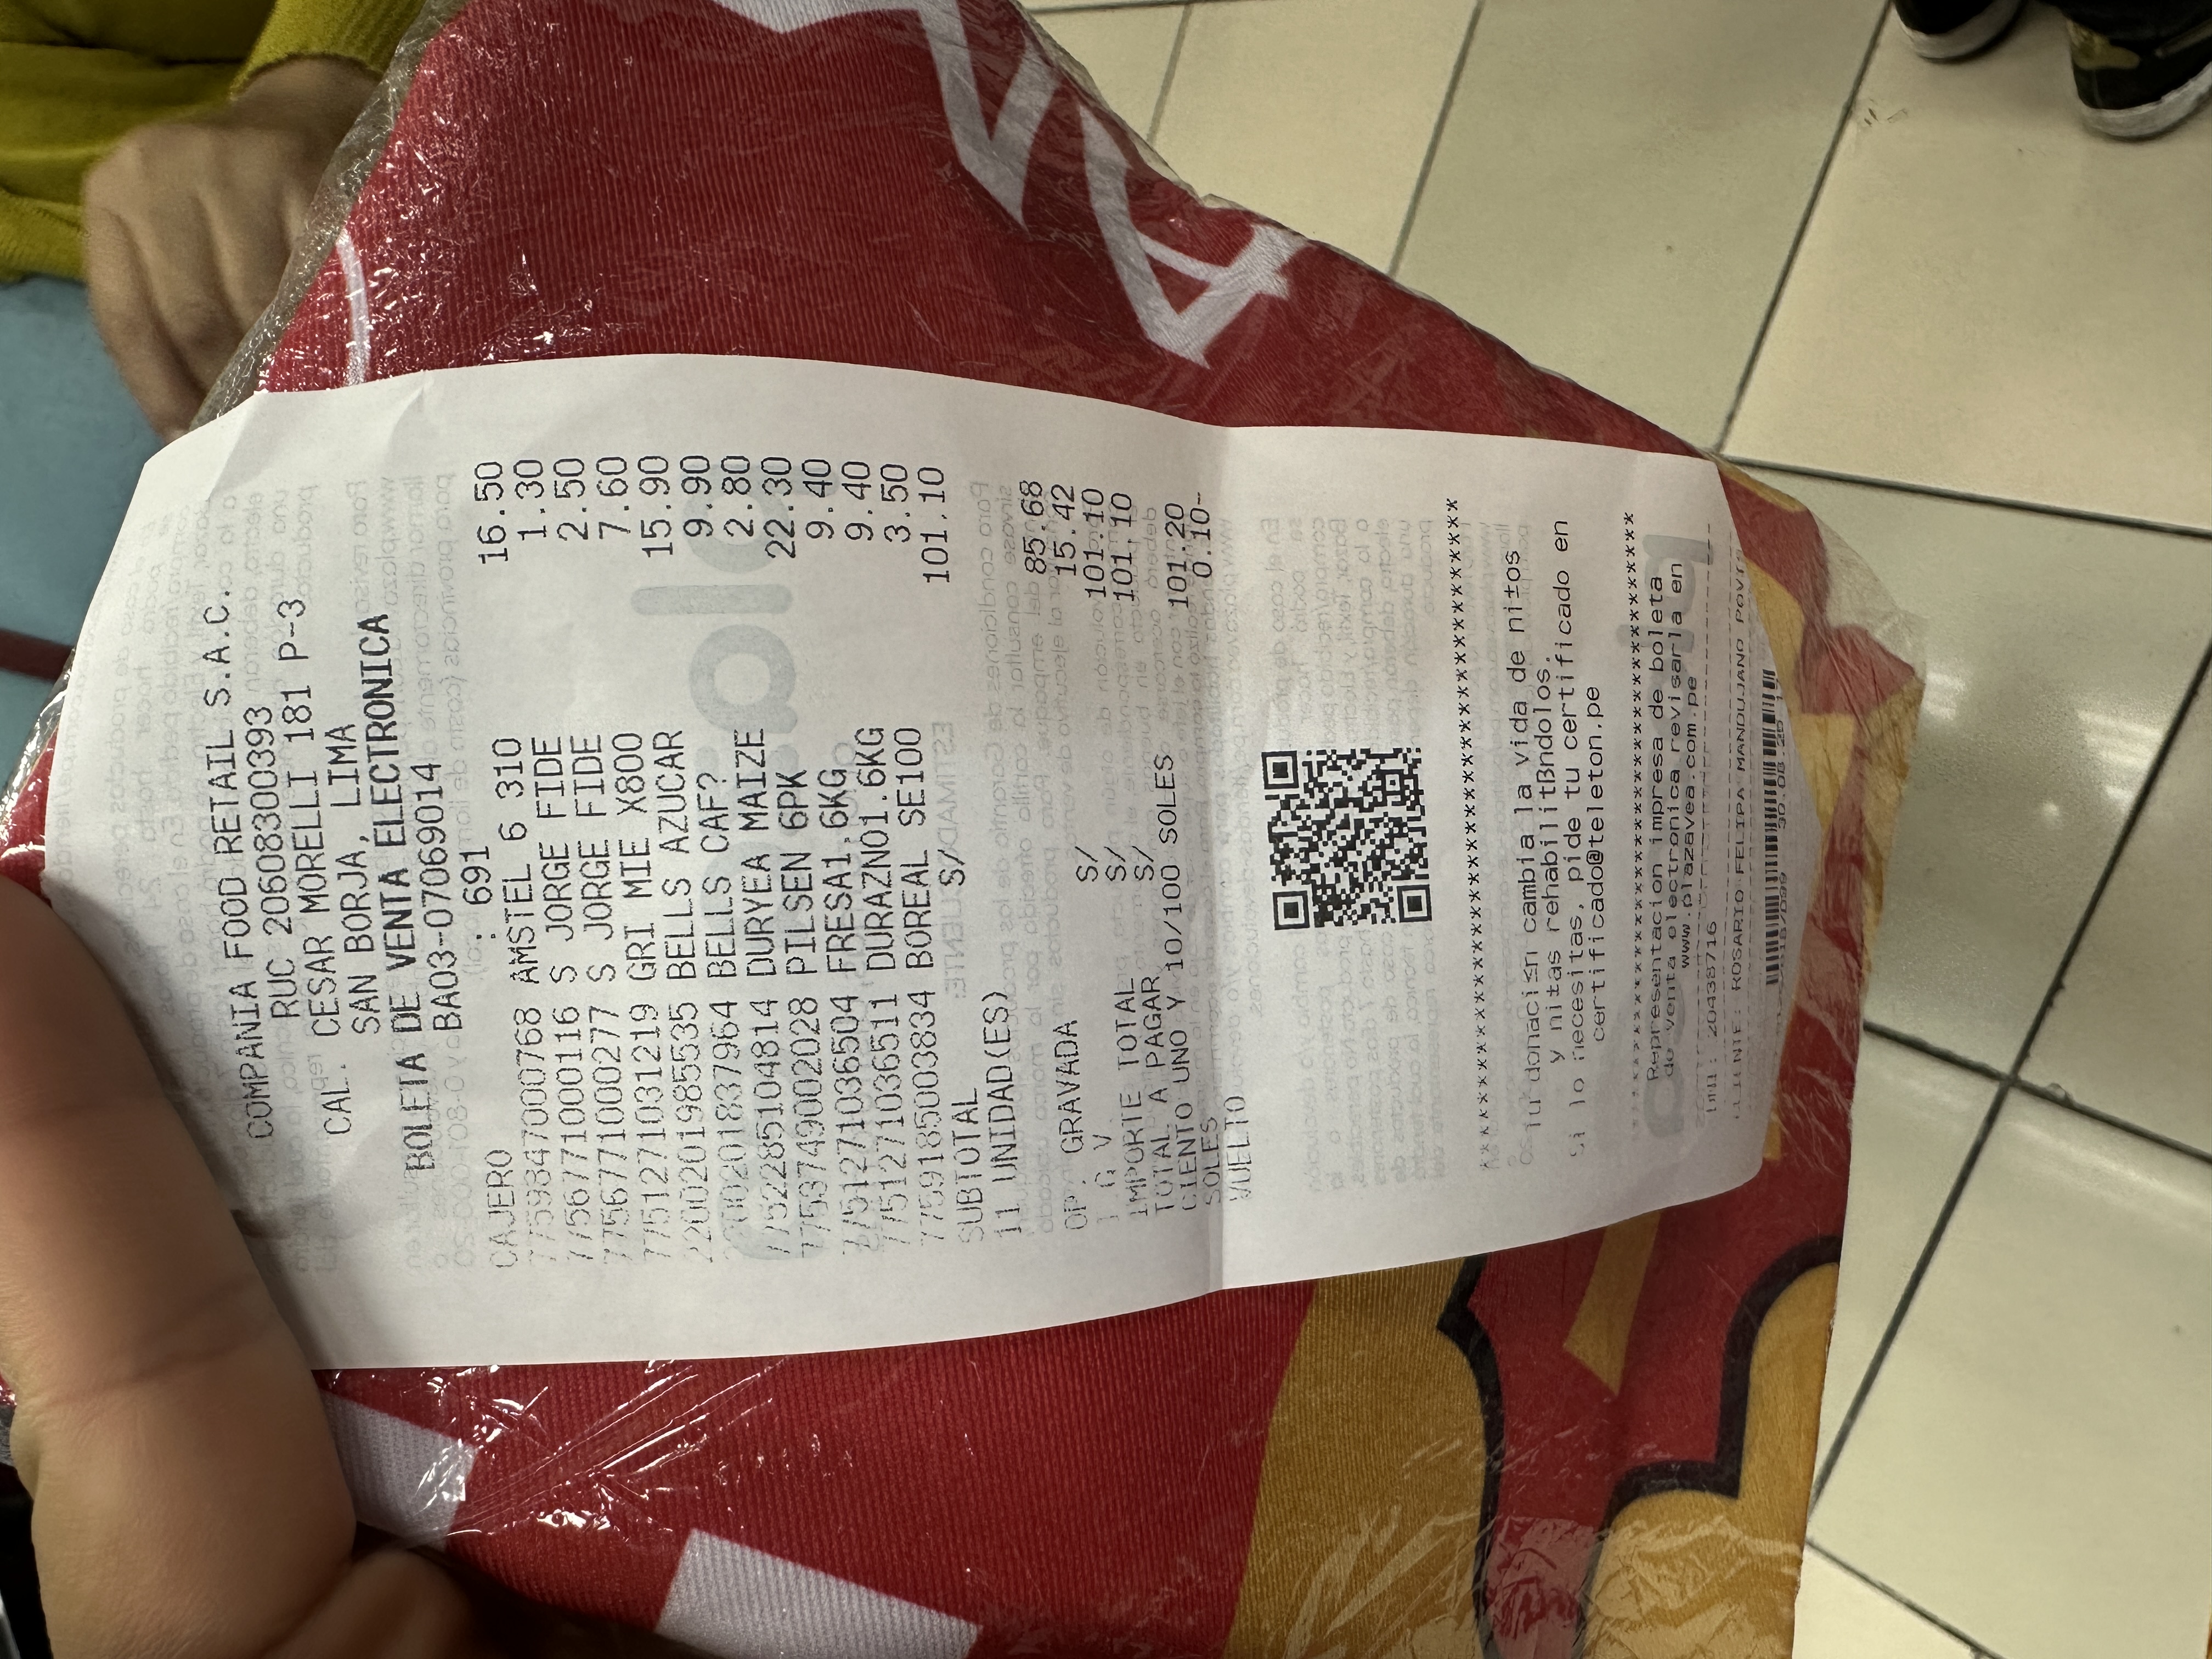 COMPANIA FOOD RETAIL S.A.C.
RUC 20608300393
CAL. CESAR MORELLI 181 P-3
SAN BORJA, LIMA
BOLETA DE VENTA ELECTRONICA
BA03-07069014
CAJERO : 691
7759847000768 AMSTEL 6 310 16.50
7756771000116 S JORGE FIDE 1.30
7756771000277 S JORGE FIDE 2.50
7751271031219 GRI MIE X800 7.60
2200201985535 BELLS AZUCAR 15.90
2200201837964 BELLS CAF? 9.90
7752285104814 DURYEA MAIZE 2.80
7753749002028 PILSEN 6PK 22.30
7751271036504 FRESA1.6KG 9.40
7751271036511 DURAZNO1.6KG 9.40
7759185003834 BOREAL SE100 3.50
SUBTOTAL S/ 101.10
11 UNIDAD(ES)
OP. GRAVADA 85.68
I.G.V. S/ 15.42
IMPORTE TOTAL S/ 101.10
TOTAL A PAGAR S/ 101.10
CIENTO UNO Y 10/100 SOLES
SOLES 101.20
VUELTO 0.10-
***************************************
Tu donaci≤n cambia la vida de ni±os
y ni±as rehabilitßndolos.
Si lo necesitas, pide tu certificado en
certificado@teleton.pe
***************************************
Representacion impresa de boleta
de venta electronica revisarla en
www.plazavea.com.pe
DNI: 20438716
CLIENTE: ROSARIO FELIPA MANDUJANO POVIS
30.08.25